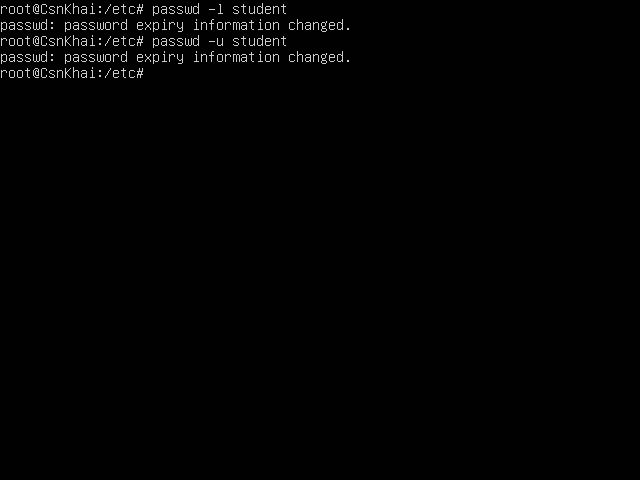 root@CsnKhai:/etc# passwd -l student
passwd: password expiry information changed.
root@CsnKhai:/etc# passwd -u student
passwd: password expiry information changed.
root@CsnKhai:/etc#